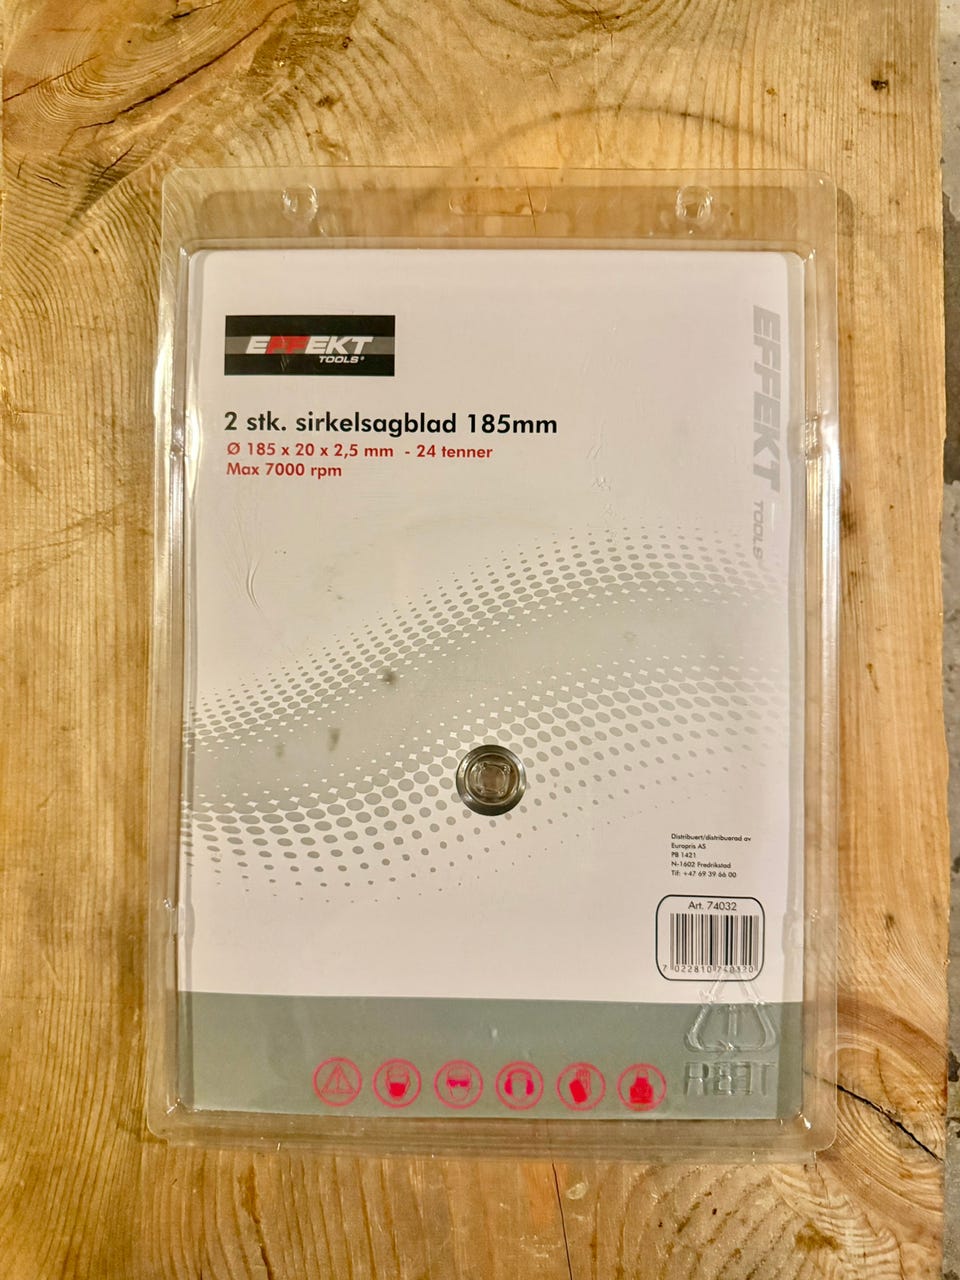 EFFEKT
TOOLS®
EFFEKT TOOLS
2 stk. sirkelsagblad 185mm
Ø 185 x 20 x 2,5 mm - 24 tenner
Max 7000 rpm
Distribuert/distribuerad av
Europris AS
PB 1421
N-1602 Fredrikstad
Tlf: +47 69 39 66 00
Art. 74032